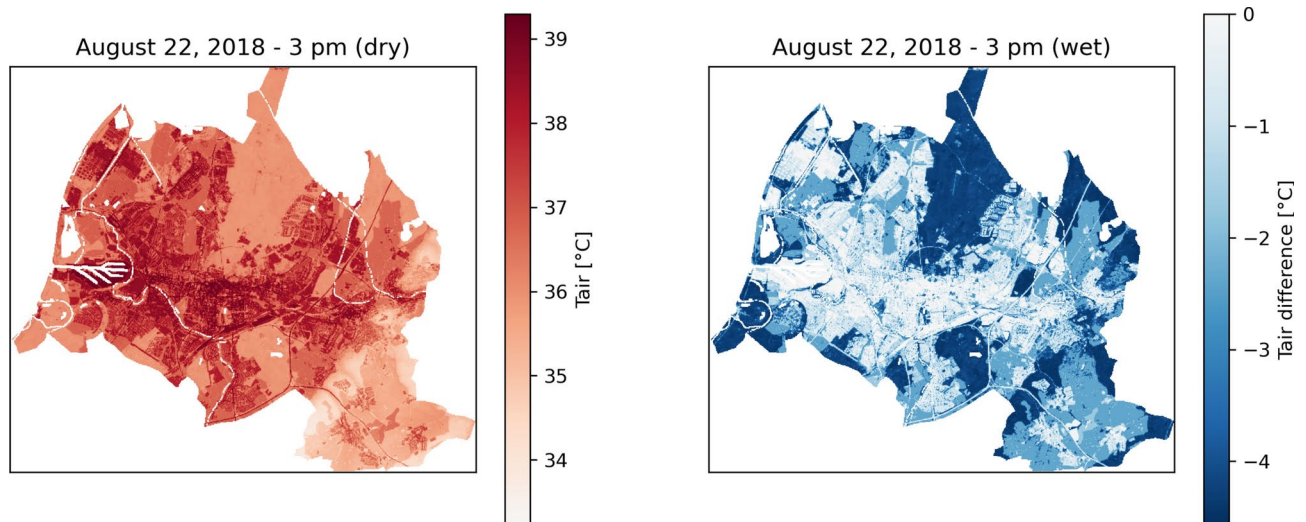 August 22, 2018 - 3 pm (dry)
39
38
37
36
35
34
Tair [°C]
August 22, 2018 - 3 pm (wet)
0
−1
−2
−3
−4
Tair difference [°C]